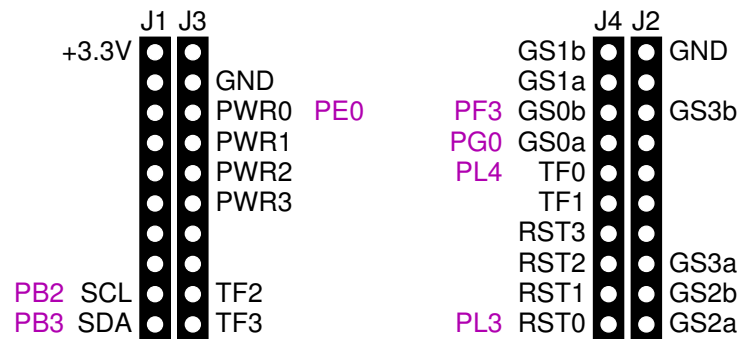 J1 J3 J4 J2
+3.3V GS1b GND
GND GS1a
PWR0 PE0 PF3 GS0b GS3b
PWR1 PG0 GS0a
PWR2 PL4 TF0
PWR3 TF1
RST3
RST2 GS3a
PB2 SCL TF2 RST1 GS2b
PB3 SDA TF3 PL3 RST0 GS2a